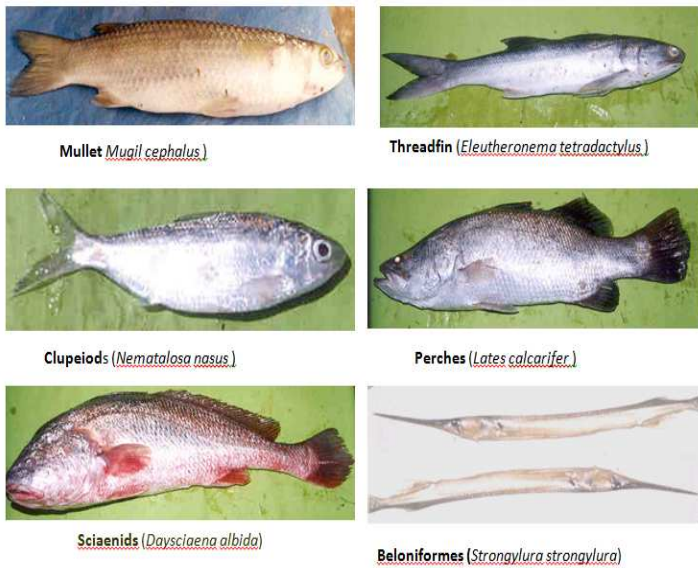 Mullet Mugil cephalus )
Threadfin (Eleutheronema tetradactylus )
Clupeiods (Nematalosa nasus )
Perches (Lates calcarifer )
Sciaenids (Daysciaena albida)
Beloniformes (Strongylura strongylura)